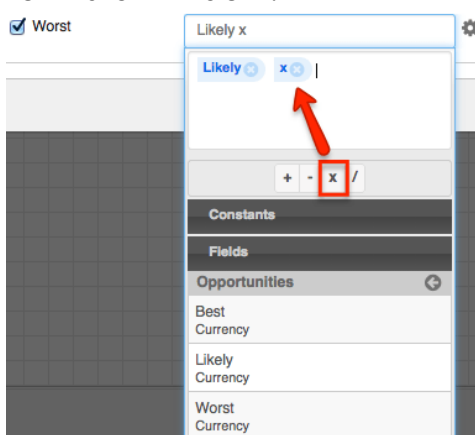 Worst
Likely x
Likely x
+ - x /
Constants
Fields
Opportunities
Best
Currency
Likely
Currency
Worst
Currency